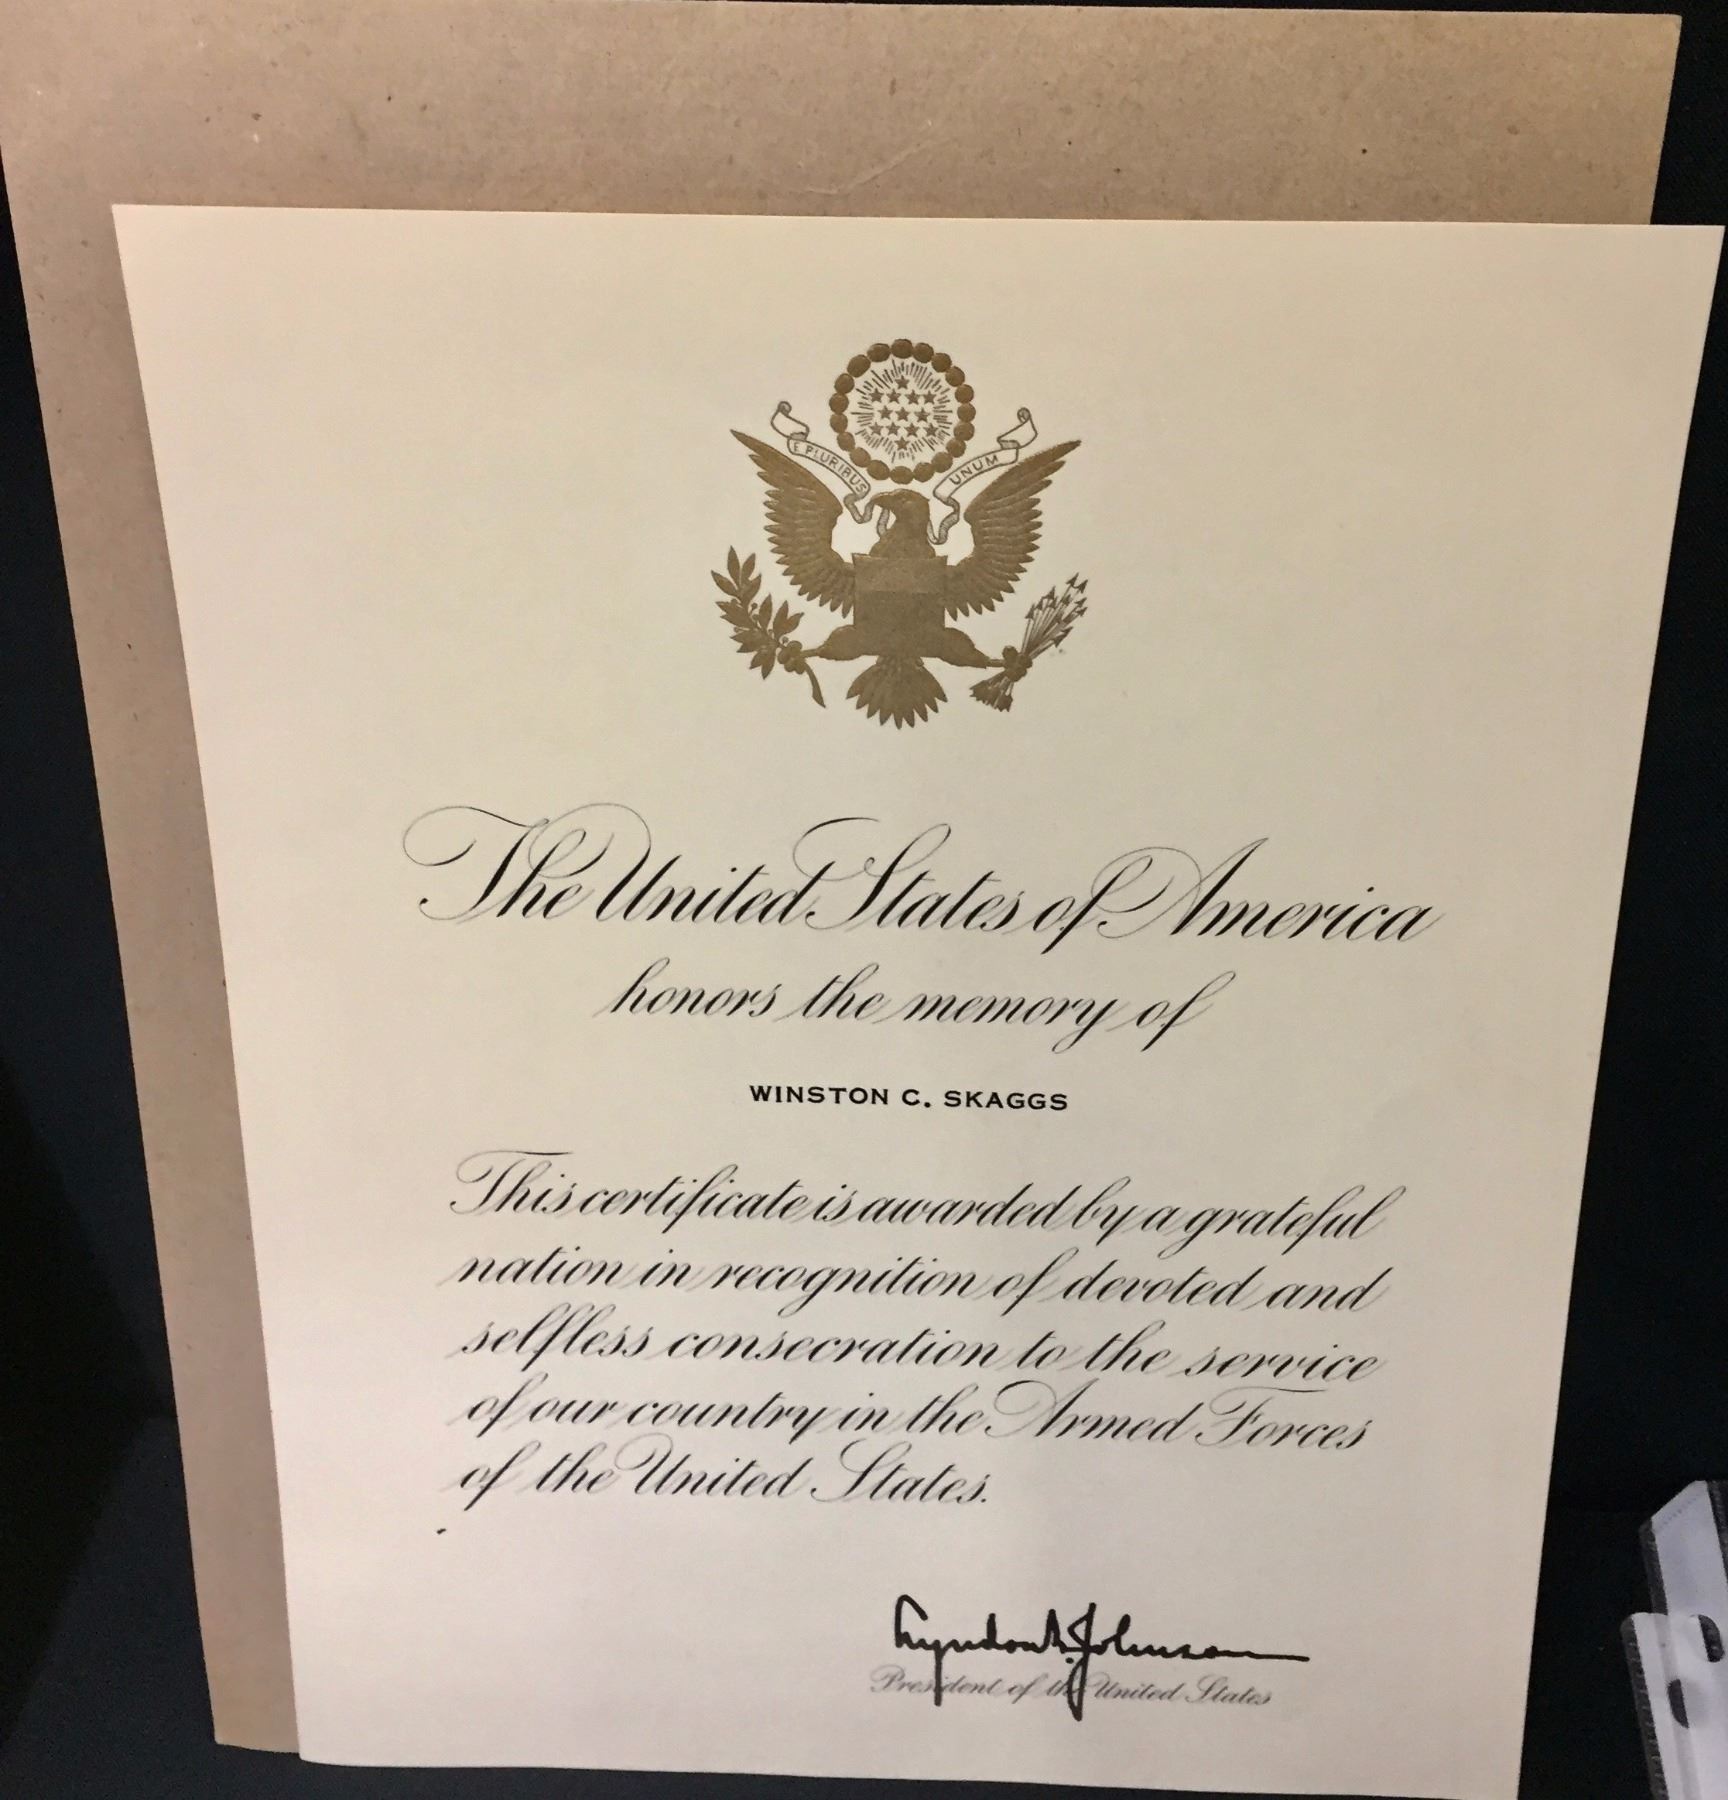 E PLURIBUS UNUM
The United States of America
honors the memory of
WINSTON C. SKAGGS
This certificate is awarded by a grateful
nation in recognition of devoted and
selfless consecration to the service
of our country in the Armed Forces
of the United States.
Lyndon B. Johnson
President of the United States